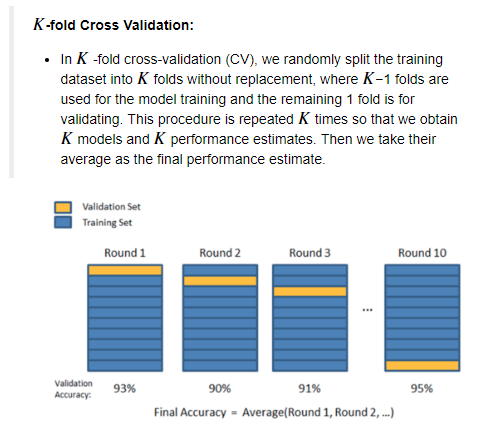 K-fold Cross Validation:
• In K -fold cross-validation (CV), we randomly split the training
dataset into K folds without replacement, where K−1 folds are
used for the model training and the remaining 1 fold is for
validating. This procedure is repeated K times so that we obtain
K models and K performance estimates. Then we take their
average as the final performance estimate.
Validation Set
Training Set
Round 1 Round 2 Round 3 Round 10
...
Validation
Accuracy: 93% 90% 91% 95%
Final Accuracy = Average(Round 1, Round 2, ...)